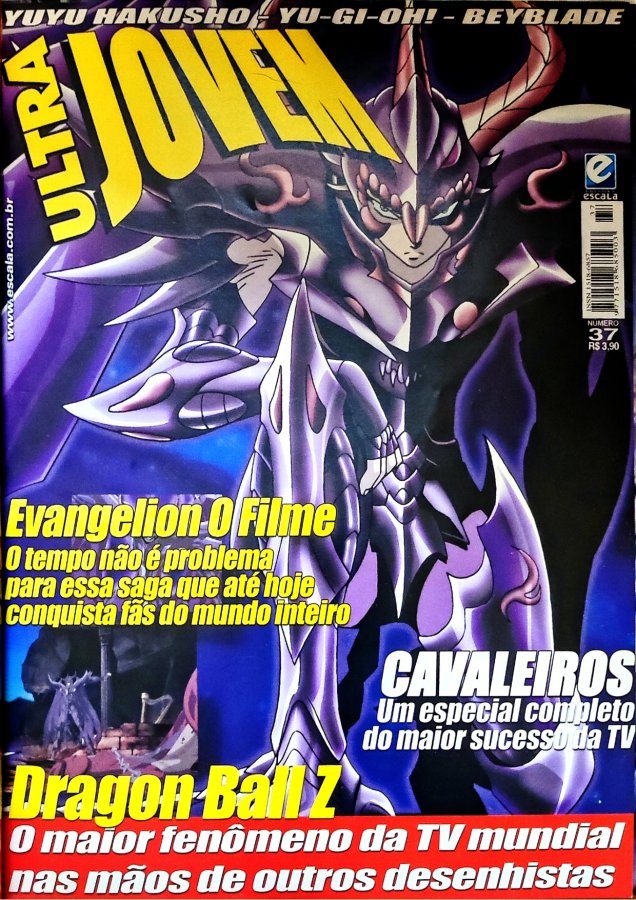 YUYU HAKUSHO - YU-GI-OH! - BEYBLADE
ULTRA
JOVEM
www.escala.com.br
e
escala
37
NUMERO
37
R$ 3,90
Evangelion O Filme
O tempo não é problema
para essa saga que até hoje
conquista fãs do mundo inteiro
CAVALEIROS
Um especial completo
do maior sucesso da TV
Dragon Ball Z
O maior fenômeno da TV mundial
nas mãos de outros desenhistas